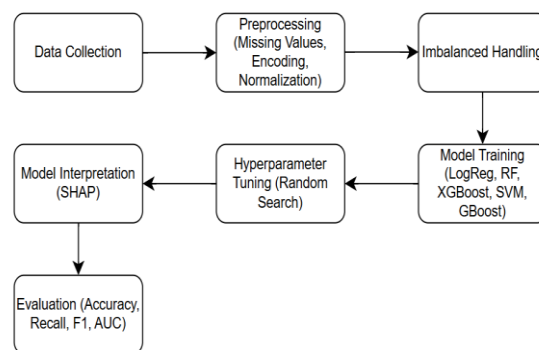 Data Collection
Preprocessing
(Missing Values,
Encoding,
Normalization)
Imbalanced Handling
Model Training
(LogReg, RF,
XGBoost, SVM,
GBoost)
Hyperparameter
Tuning (Random
Search)
Model Interpretation
(SHAP)
Evaluation (Accuracy,
Recall, F1, AUC)